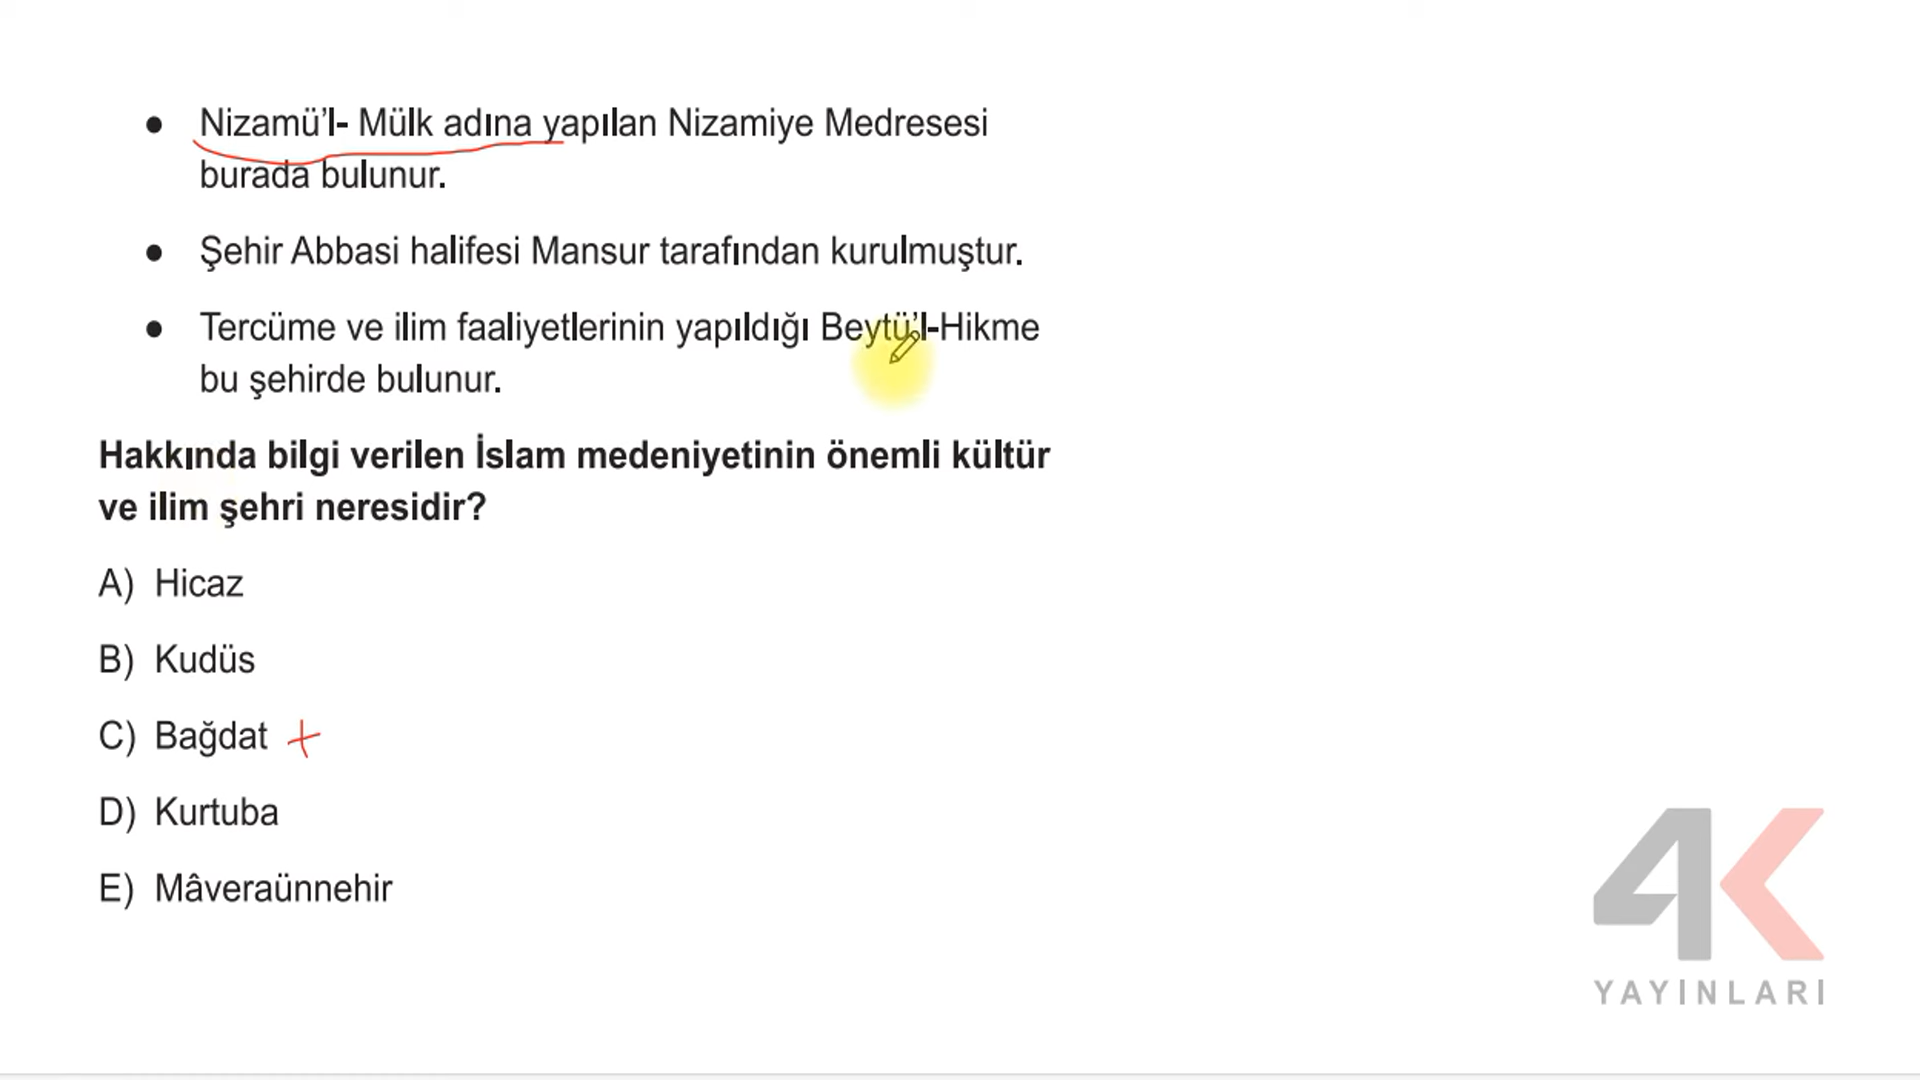 ● Nizamü’l- Mülk adına yapılan Nizamiye Medresesi
burada bulunur.
● Şehir Abbasi halifesi Mansur tarafından kurulmuştur.
● Tercüme ve ilim faaliyetlerinin yapıldığı Beytü’l-Hikme
bu şehirde bulunur.
Hakkında bilgi verilen İslam medeniyetinin önemli kültür
ve ilim şehri neresidir?
A) Hicaz
B) Kudüs
C) Bağdat +
D) Kurtuba
E) Mâveraünnehir
4K
YAYINLARI